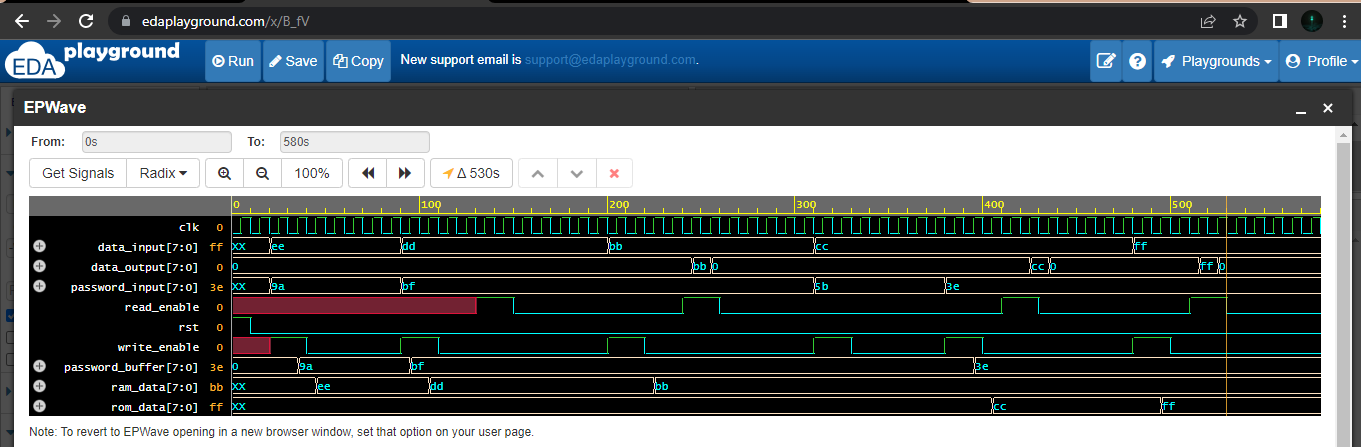 edaplayground.com/x/B_fV
EDA playground Run Save Copy New support email is support@edaplayground.com. Playgrounds Profile
EPWave
From: 0s To: 580s
Get Signals Radix 100% Δ 530s
0 100 200 300 400 500
clk 0
data_input[7:0] ff XX ee dd bb cc ff
data_output[7:0] 0 0 bb 0 cc 0 ff 0
password_input[7:0] 3e XX 9a bf 5b 3e
read_enable 0
rst 0
write_enable 0
password_buffer[7:0] 3e 0 9a bf 3e
ram_data[7:0] bb XX ee dd bb
rom_data[7:0] ff XX cc ff
Note: To revert to EPWave opening in a new browser window, set that option on your user page.